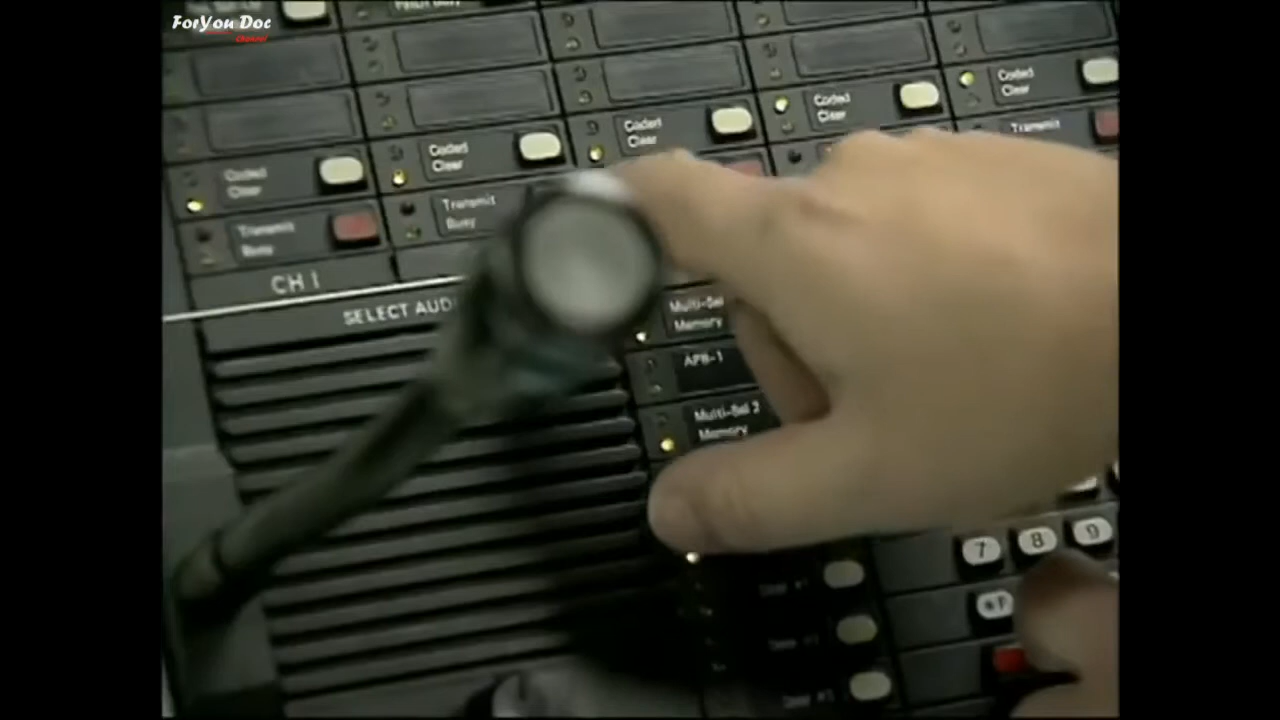 ForYou Doc
channel
Coded
Clear
Coded
Clear
Coded
Clear
Coded
Clear
Coded
Clear
Transmit
Busy
Transmit
Busy
Transmit
CH 1
SELECT
Multi-Sel
Memory
APB-1
Multi-Sel 2
Memory
7
8
9